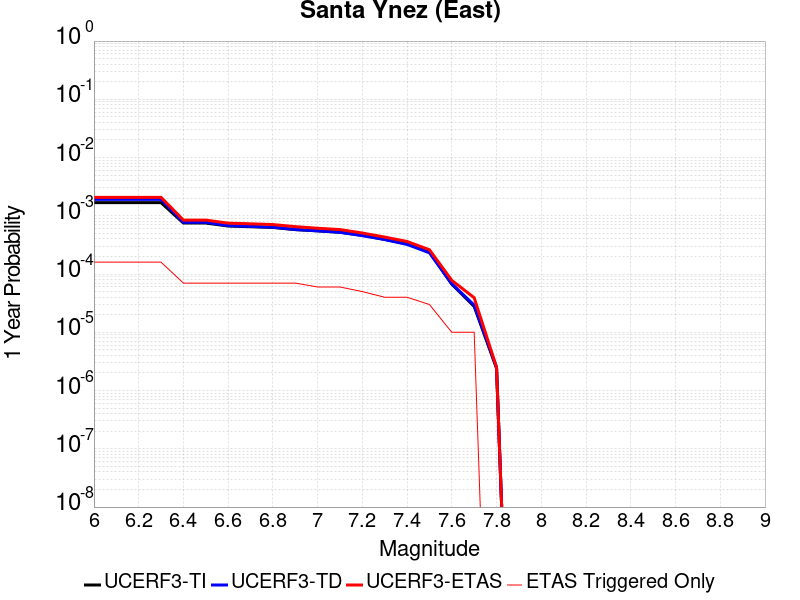 Santa Ynez (East)
10^0
10^-1
10^-2
10^-3
10^-4
10^-5
10^-6
10^-7
10^-8
1 Year Probability
6 6.2 6.4 6.6 6.8 7 7.2 7.4 7.6 7.8 8 8.2 8.4 8.6 8.8 9
Magnitude
UCERF3-TI UCERF3-TD UCERF3-ETAS ETAS Triggered Only